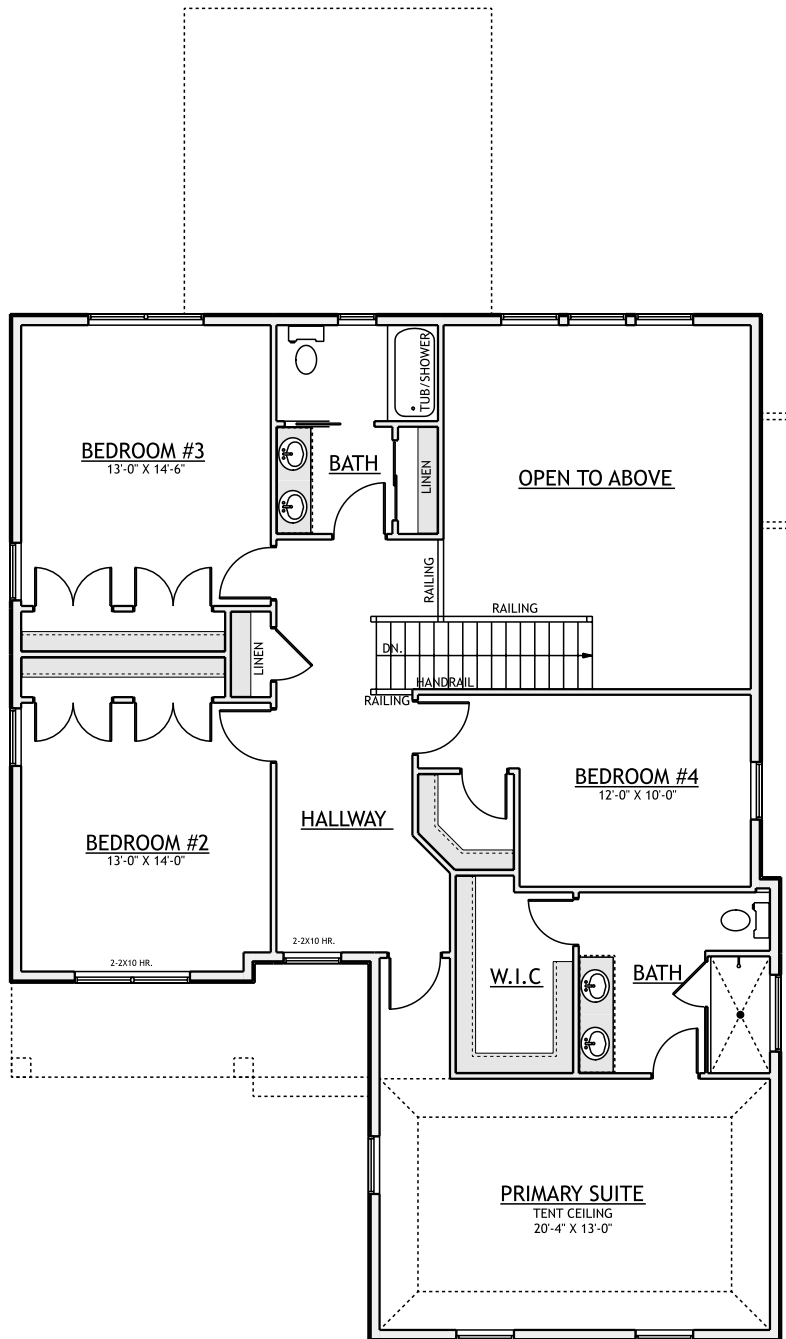 TUB/SHOWER
BEDROOM #3
13'-0" X 14'-6"
BATH
LINEN
OPEN TO ABOVE
RAILING
RAILING
DN.
LINEN
HANDRAIL
RAILING
BEDROOM #4
12'-0" X 10'-0"
HALLWAY
BEDROOM #2
13'-0" X 14'-0"
2-2X10 HR.
2-2X10 HR.
W.I.C
BATH
PRIMARY SUITE
TENT CEILING
20'-4" X 13'-0"